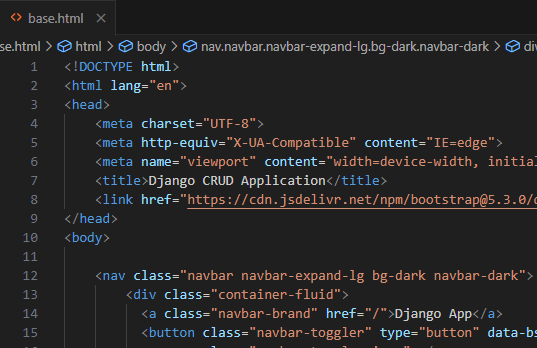 base.html
se.html > html > body > nav.navbar.navbar-expand-lg.bg-dark.navbar-dark > div
1 <!DOCTYPE html>
2 <html lang="en">
3 <head>
4 <meta charset="UTF-8">
5 <meta http-equiv="X-UA-Compatible" content="IE=edge">
6 <meta name="viewport" content="width=device-width, initial
7 <title>Django CRUD Application</title>
8 <link href="https://cdn.jsdelivr.net/npm/bootstrap@5.3.0/
9 </head>
10 <body>
11
12 <nav class="navbar navbar-expand-lg bg-dark navbar-dark">
13 <div class="container-fluid">
14 <a class="navbar-brand" href="/">Django App</a>
15 <button class="navbar-toggler" type="button" data-bs